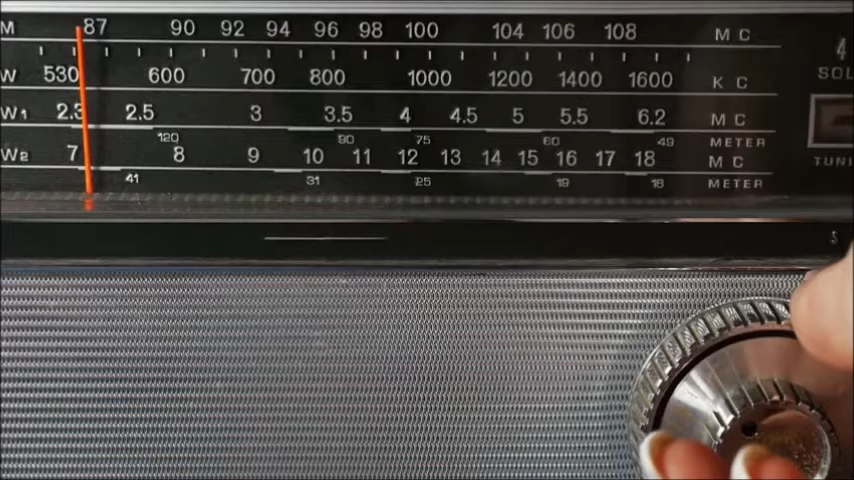 M 87 90 92 94 96 98 100 104 106 108 MC
W 530 600 700 800 1000 1200 1400 1600 KC
W1 2.3 2.5 3 3.5 4 4.5 5 5.5 6.2 MC
120 90 75 60 49 METER
W2 7 8 9 10 11 12 13 14 15 16 17 18 MC
41 31 25 19 16 METER
4
SOL
TUNIN
S